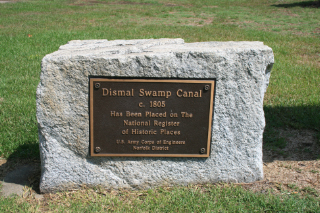 Dismal Swamp Canal
c. 1805
Has Been Placed on The
National Register
of Historic Places
U.S. Army Corps of Engineers
Norfolk District